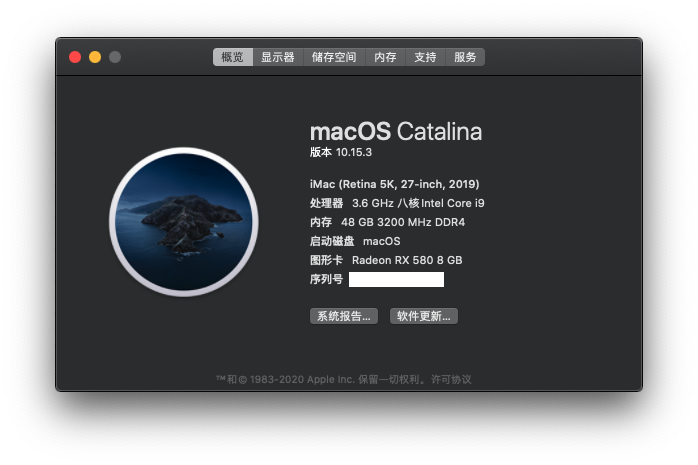 概览 显示器 储存空间 内存 支持 服务
macOS Catalina
版本 10.15.3
iMac (Retina 5K, 27-inch, 2019)
处理器 3.6 GHz 八核Intel Core i9
内存 48 GB 3200 MHz DDR4
启动磁盘 macOS
图形卡 Radeon RX 580 8 GB
序列号
系统报告... 软件更新...
™和© 1983-2020 Apple Inc. 保留一切权利。许可协议